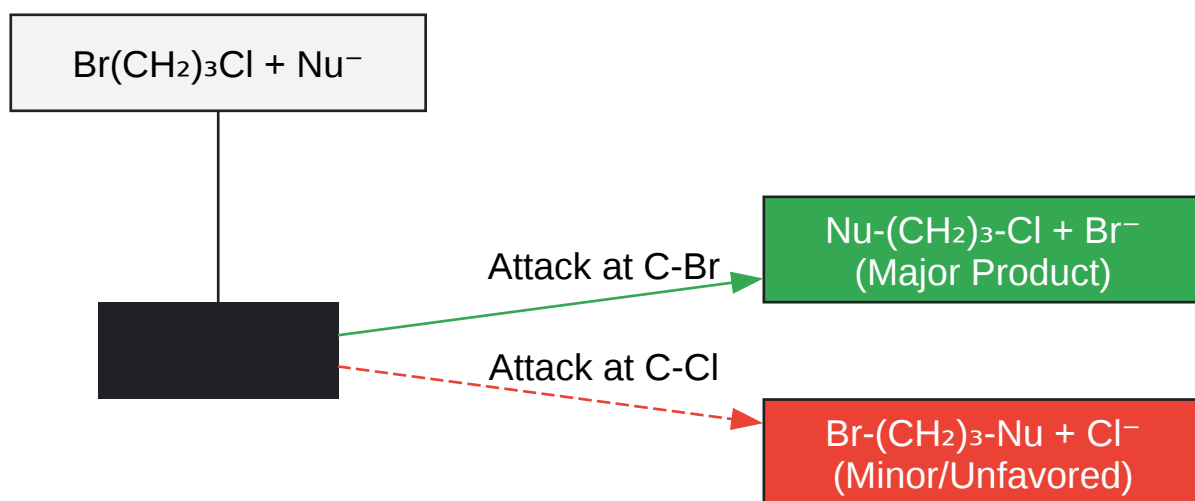 Br(CH₂)₃Cl + Nu⁻
Attack at C-Br
Nu-(CH₂)₃-Cl + Br⁻
(Major Product)
Attack at C-Cl
Br-(CH₂)₃-Nu + Cl⁻
(Minor/Unfavored)